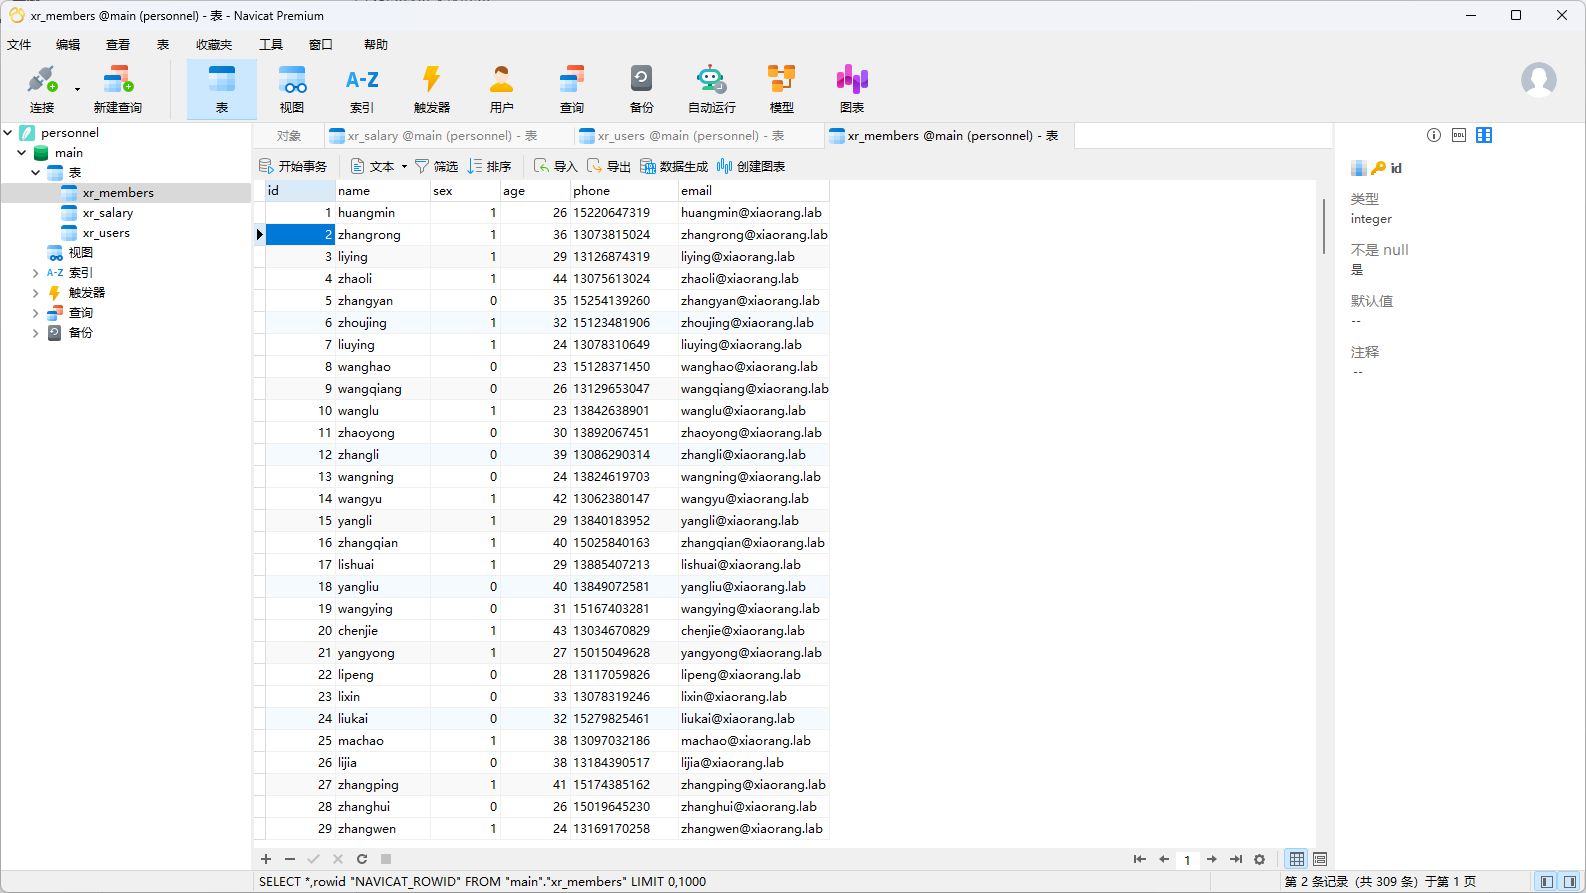 xr_members @main (personnel) - 表 - Navicat Premium
文件 编辑 查看 表 收藏夹 工具 窗口 帮助
连接 新建查询 表 视图 A-Z 索引 触发器 用户 查询 备份 自动运行 模型 图表
personnel
main
表
xr_members
xr_salary
xr_users
视图
A-Z 索引
触发器
查询
备份
对象 xr_salary @main (personnel) - 表 xr_users @main (personnel) - 表 xr_members @main (personnel) - 表
开始事务 文本 筛选 排序 导入 导出 数据生成 创建图表
id name sex age phone email
1 huangmin 1 26 15220647319 huangmin@xiaorang.lab
2 zhangrong 1 36 13073815024 zhangrong@xiaorang.lab
3 liying 1 29 13126874319 liying@xiaorang.lab
4 zhaoli 1 44 13075613024 zhaoli@xiaorang.lab
5 zhangyan 0 35 15254139260 zhangyan@xiaorang.lab
6 zhoujing 1 32 15123481906 zhoujing@xiaorang.lab
7 liuying 1 24 13078310649 liuying@xiaorang.lab
8 wanghao 0 23 15128371450 wanghao@xiaorang.lab
9 wangqiang 0 26 13129653047 wangqiang@xiaorang.lab
10 wanglu 1 23 13842638901 wanglu@xiaorang.lab
11 zhaoyong 0 30 13892067451 zhaoyong@xiaorang.lab
12 zhangli 0 39 13086290314 zhangli@xiaorang.lab
13 wangning 0 24 13824619703 wangning@xiaorang.lab
14 wangyu 1 42 13062380147 wangyu@xiaorang.lab
15 yangli 1 29 13840183952 yangli@xiaorang.lab
16 zhangqian 1 40 15025840163 zhangqian@xiaorang.lab
17 lishuai 1 29 13885407213 lishuai@xiaorang.lab
18 yangliu 0 40 13849072581 yangliu@xiaorang.lab
19 wangying 0 31 15167403281 wangying@xiaorang.lab
20 chenjie 1 43 13034670829 chenjie@xiaorang.lab
21 yangyong 1 27 15015049628 yangyong@xiaorang.lab
22 lipeng 0 28 13117059826 lipeng@xiaorang.lab
23 lixin 0 33 13078319246 lixin@xiaorang.lab
24 liukai 0 32 15279825461 liukai@xiaorang.lab
25 machao 1 38 13097032186 machao@xiaorang.lab
26 lijia 0 38 13184390517 lijia@xiaorang.lab
27 zhangping 1 41 15174385162 zhangping@xiaorang.lab
28 zhanghui 0 26 15019645230 zhanghui@xiaorang.lab
29 zhangwen 1 24 13169170258 zhangwen@xiaorang.lab
1
SELECT *,rowid "NAVICAT_ROWID" FROM "main"."xr_members" LIMIT 0,1000
第 2 条记录 (共 309 条) 于第 1 页
DDL
id
类型
integer
不是 null
是
默认值
--
注释
--